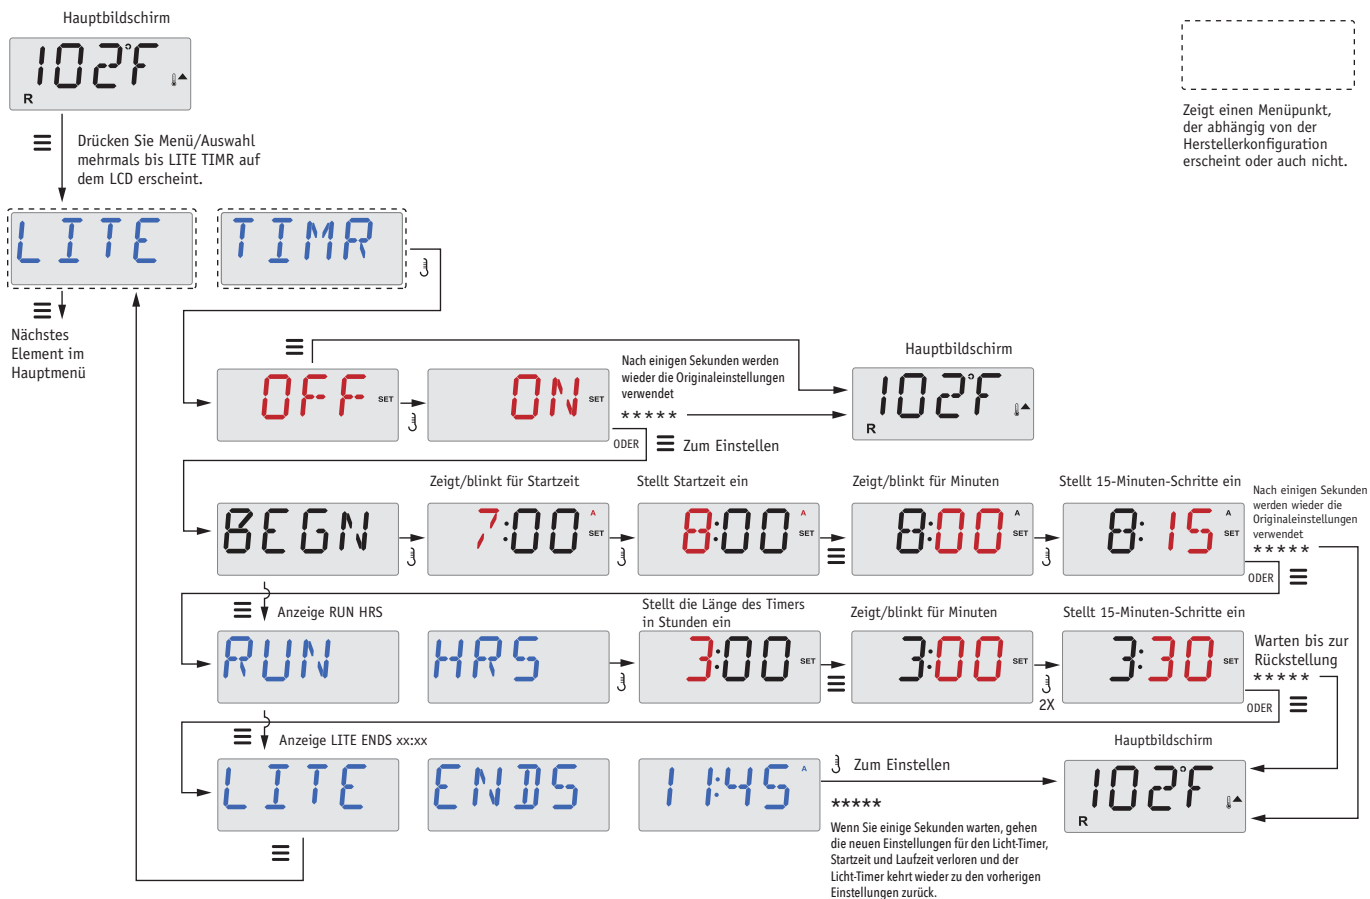 Hauptbildschirm
102°F
R
Drücken Sie Menü/Auswahl
mehrmals bis LITE TIMR auf
dem LCD erscheint.
Zeigt einen Menüpunkt,
der abhängig von der
Herstellerkonfiguration
erscheint oder auch nicht.
LITE
TIMR
Nächstes
Element im
Hauptmenü
OFF SET
ON SET
Nach einigen Sekunden werden
wieder die Originaleinstellungen
verwendet
*****
ODER
Zum Einstellen
Hauptbildschirm
102°F
R
BEGN
Zeigt/blinkt für Startzeit
7:00 A SET
Stellt Startzeit ein
8:00 A SET
Zeigt/blinkt für Minuten
8:00 A SET
Stellt 15-Minuten-Schritte ein
8:15 A SET
Nach einigen Sekunden
werden wieder die
Originaleinstellungen
verwendet
*****
ODER
Anzeige RUN HRS
RUN
HRS
Stellt die Länge des Timers
in Stunden ein
3:00 SET
Zeigt/blinkt für Minuten
3:00 SET
2X
Stellt 15-Minuten-Schritte ein
3:30 SET
Warten bis zur
Rückstellung
*****
ODER
Anzeige LITE ENDS xx:xx
LITE
ENDS
11:45 A
Zum Einstellen
*****
Wenn Sie einige Sekunden warten, gehen
die neuen Einstellungen für den Licht-Timer,
Startzeit und Laufzeit verloren und der
Licht-Timer kehrt wieder zu den vorherigen
Einstellungen zurück.
Hauptbildschirm
102°F
R